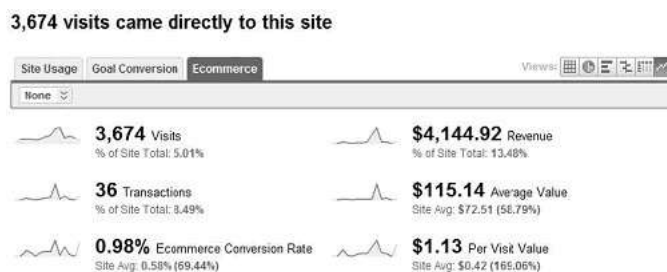 3,674 visits came directly to this site
Site Usage Goal Conversion Ecommerce Views:
None
3,674 Visits
% of Site Total: 5.01%
$4,144.92 Revenue
% of Site Total: 13.48%
36 Transactions
% of Site Total: 8.49%
$115.14 Average Value
Site Avg: $72.51 (58.79%)
0.98% Ecommerce Conversion Rate
Site Avg: 0.58% (69.44%)
$1.13 Per Visit Value
Site Avg: $0.42 (169.06%)